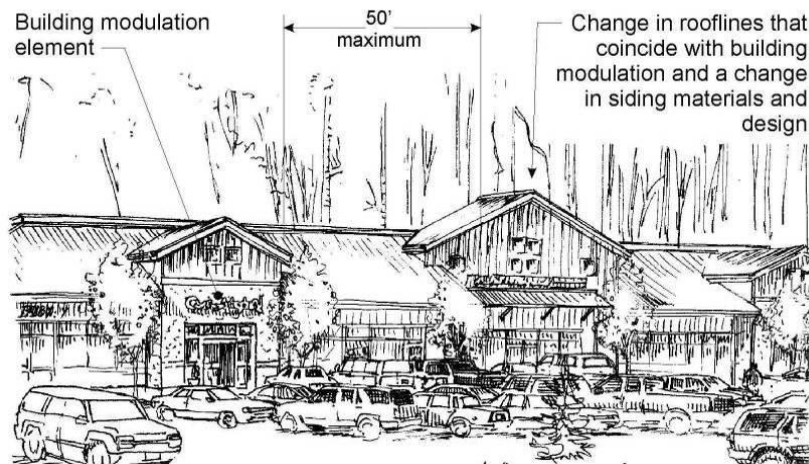 Building modulation
element
50'
maximum
Change in rooflines that
coincide with building
modulation and a change
in siding materials and
design